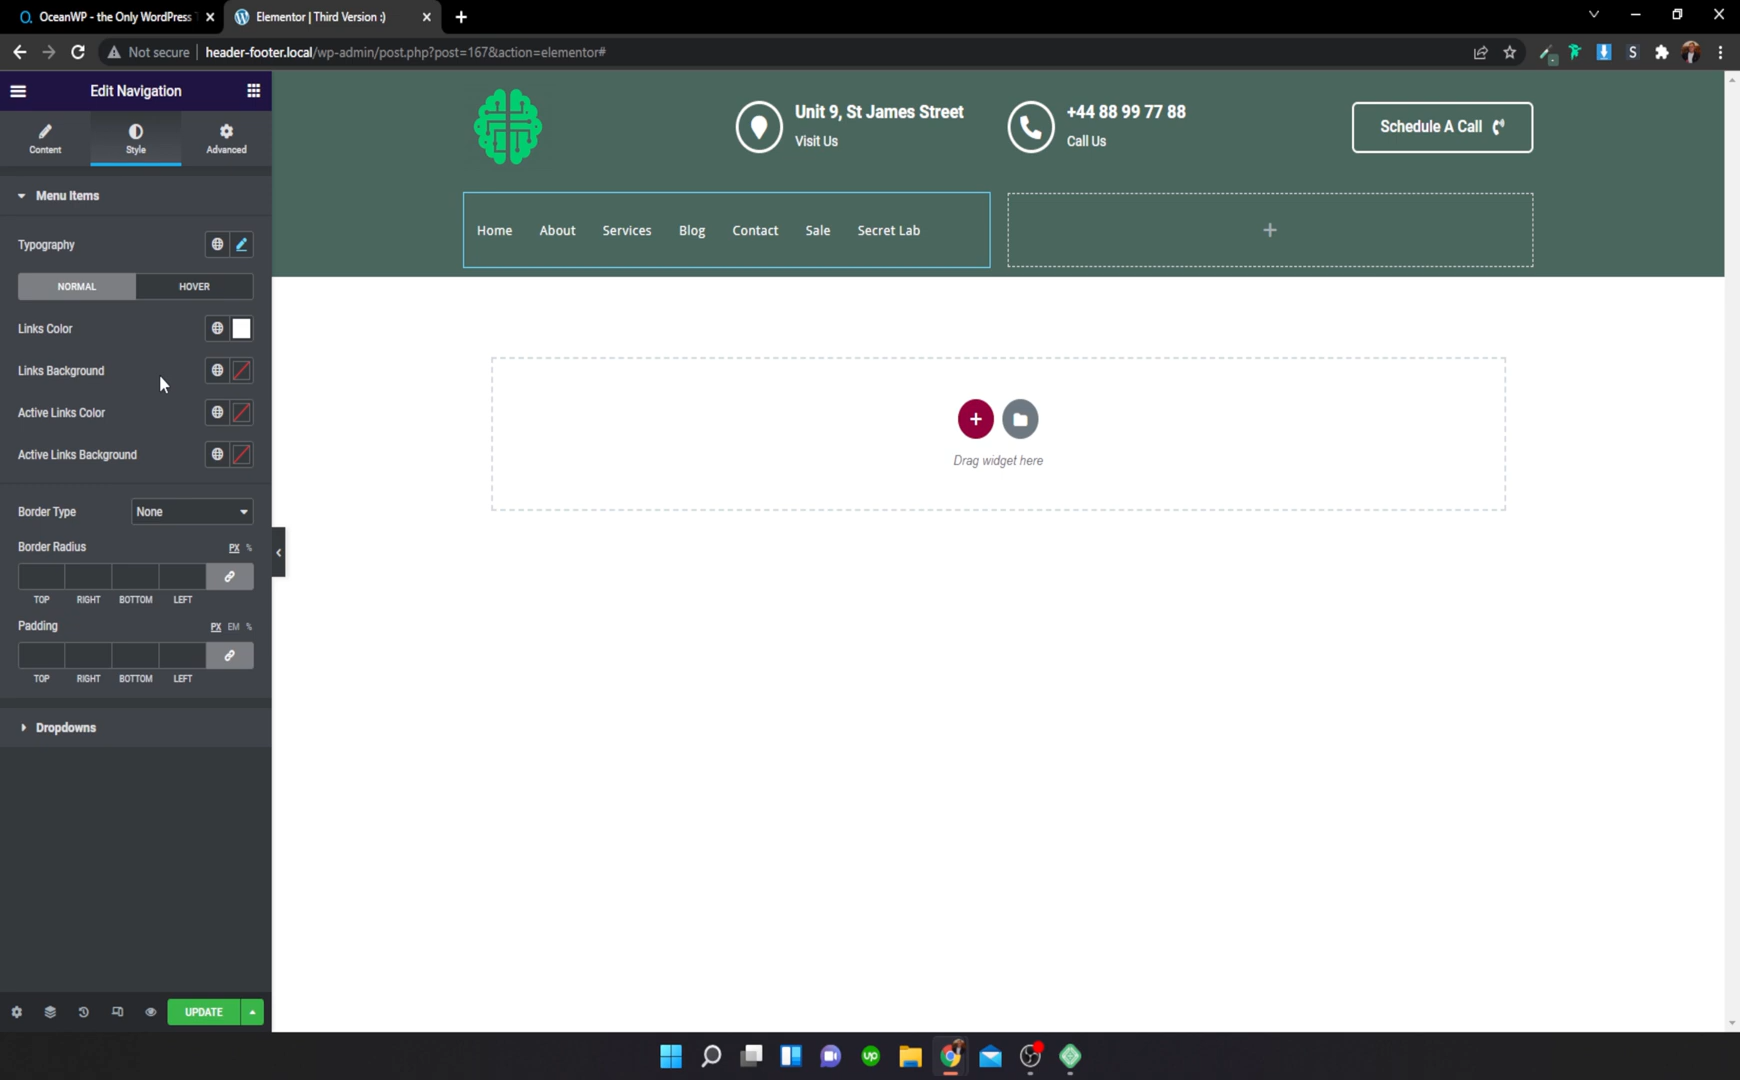 OceanWP - the Only WordPress T
Elementor | Third Version :)
Not secure
header-footer.local/wp-admin/post.php?post=167&action=elementor#
S
Edit Navigation
Content
Style
Advanced
Menu Items
Typography
NORMAL
HOVER
Links Color
Links Background
Active Links Color
Active Links Background
Border Type
None
Border Radius
PX %
TOP RIGHT BOTTOM LEFT
Padding
PX EM %
TOP RIGHT BOTTOM LEFT
Dropdowns
UPDATE
Unit 9, St James Street
Visit Us
+44 88 99 77 88
Call Us
Schedule A Call
Home About Services Blog Contact Sale Secret Lab
Drag widget here
up